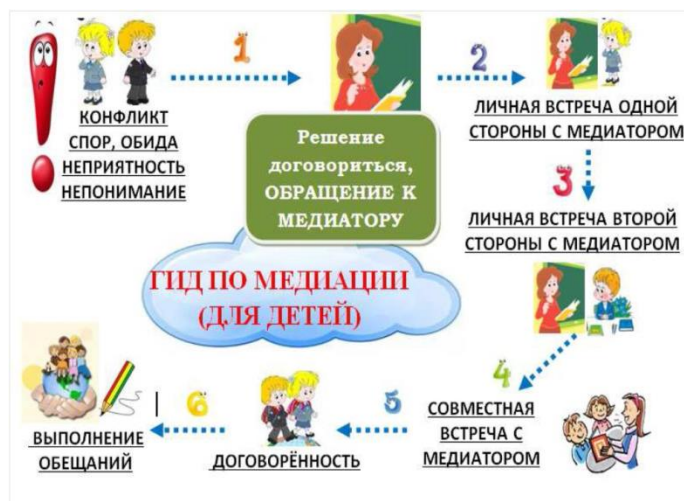 1
2
КОНФЛИКТ
СПОР, ОБИДА
НЕПРИЯТНОСТЬ
НЕПОНИМАНИЕ
Решение
договориться,
ОБРАЩЕНИЕ К
МЕДИАТОРУ
ЛИЧНАЯ ВСТРЕЧА ОДНОЙ
СТОРОНЫ С МЕДИАТОРОМ
3
ЛИЧНАЯ ВСТРЕЧА ВТОРОЙ
СТОРОНЫ С МЕДИАТОРОМ
ГИД ПО МЕДИАЦИИ
(ДЛЯ ДЕТЕЙ)
4
СОВМЕСТНАЯ
ВСТРЕЧА С
МЕДИАТОРОМ
5
ДОГОВОРЁННОСТЬ
6
ВЫПОЛНЕНИЕ
ОБЕЩАНИЙ